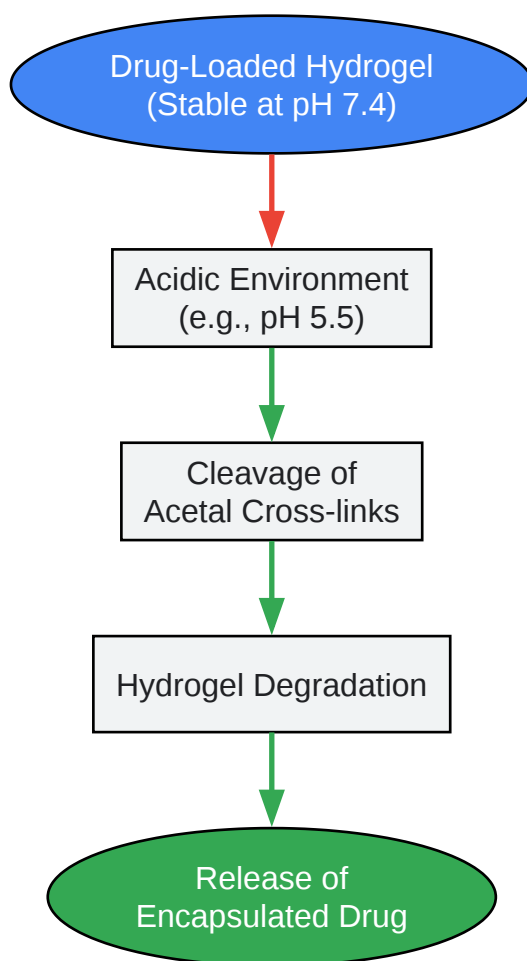 Drug-Loaded Hydrogel
(Stable at pH 7.4)
Acidic Environment
(e.g., pH 5.5)
Cleavage of
Acetal Cross-links
Hydrogel Degradation
Release of
Encapsulated Drug